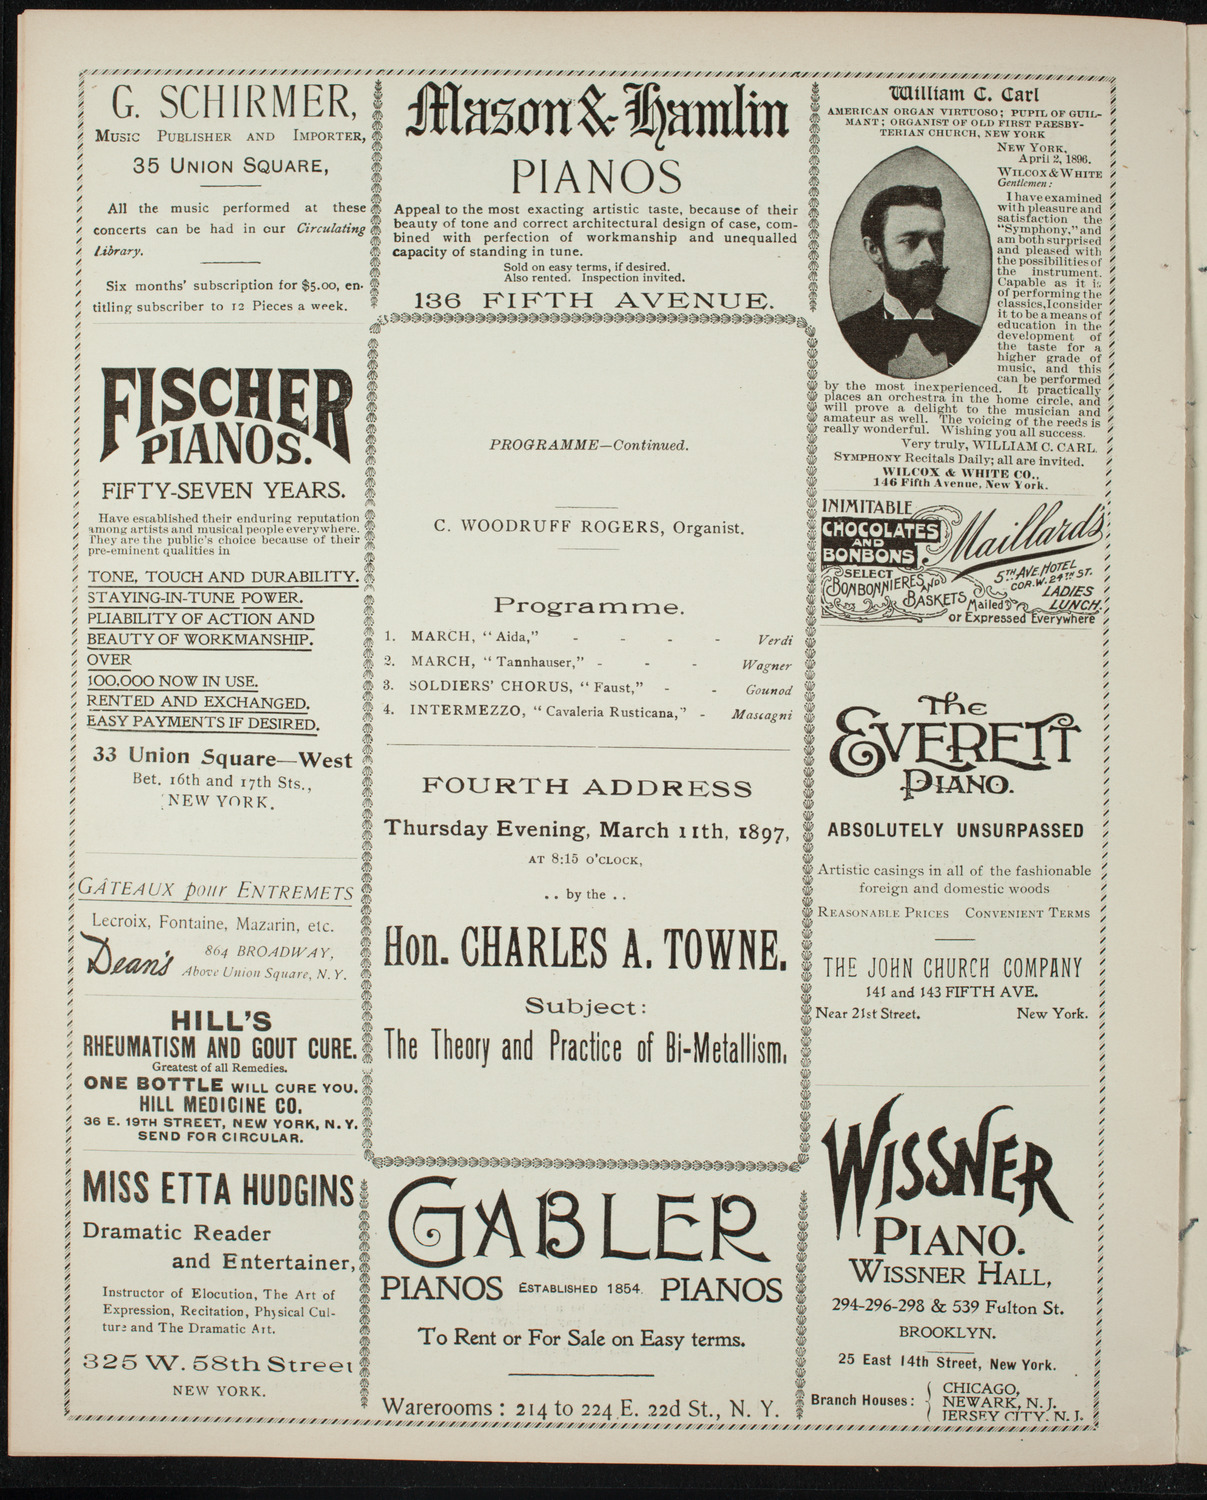 G. SCHIRMER,
MUSIC PUBLISHER AND IMPORTER,
35 UNION SQUARE,
All the music performed at these
concerts can be had in our Circulating
Library.
Six months' subscription for $5.00, en-
titling subscriber to 12 Pieces a week.
FISCHER
PIANOS.
FIFTY-SEVEN YEARS.
Have established their enduring reputation
among artists and musical people everywhere.
They are the public's choice because of their
pre-eminent qualities in
TONE, TOUCH AND DURABILITY.
STAYING-IN-TUNE POWER.
PLIABILITY OF ACTION AND
BEAUTY OF WORKMANSHIP.
OVER
100,000 NOW IN USE.
RENTED AND EXCHANGED.
EASY PAYMENTS IF DESIRED.
33 Union Square—West
Bet. 16th and 17th Sts.,
NEW YORK.
GÂTEAUX pour ENTREMETS
Lecroix, Fontaine, Mazarin, etc.
Dean's
864 BROADWAY,
Above Union Square, N. Y.
HILL'S
RHEUMATISM AND GOUT CURE.
Greatest of all Remedies.
ONE BOTTLE WILL CURE YOU.
HILL MEDICINE CO.
36 E. 19TH STREET, NEW YORK, N. Y.
SEND FOR CIRCULAR.
MISS ETTA HUDGINS
Dramatic Reader
and Entertainer,
Instructor of Elocution, The Art of
Expression, Recitation, Physical Cul-
ture and The Dramatic Art.
325 W. 58th Street
NEW YORK.
Mason & Hamlin
PIANOS
Appeal to the most exacting artistic taste, because of their
beauty of tone and correct architectural design of case, com-
bined with perfection of workmanship and unequalled
capacity of standing in tune.
Sold on easy terms, if desired.
Also rented. Inspection invited.
136 FIFTH AVENUE.
PROGRAMME—Continued.
C. WOODRUFF ROGERS, Organist.
Programme.
1. MARCH, "Aida," - - - - Verdi
2. MARCH, "Tannhauser," - - - Wagner
3. SOLDIERS' CHORUS, "Faust," - - Gounod
4. INTERMEZZO, "Cavaleria Rusticana," - Mascagni
FOURTH ADDRESS
Thursday Evening, March 11th, 1897,
AT 8:15 O'CLOCK,
. . by the . .
Hon. CHARLES A. TOWNE.
Subject:
The Theory and Practice of Bi-Metallism.
GABLER
PIANOS ESTABLISHED 1854. PIANOS
To Rent or For Sale on Easy terms.
Warerooms : 214 to 224 E. 22d St., N. Y.
William C. Carl
AMERICAN ORGAN VIRTUOSO; PUPIL OF GUIL-
MANT; ORGANIST OF OLD FIRST PRESBY-
TERIAN CHURCH, NEW YORK
NEW YORK,
April 2, 1896.
WILCOX & WHITE
Gentlemen:
I have examined
with pleasure and
satisfaction the
"Symphony," and
am both surprised
and pleased with
the possibilities of
the instrument.
Capable as it is
of performing the
classics, I consider
it to be a means of
education in the
development of
the taste for a
higher grade of
music, and this
can be performed
by the most inexperienced. It practically
places an orchestra in the home circle, and
will prove a delight to the musician and
amateur as well. The voicing of the reeds is
really wonderful. Wishing you all success.
Very truly, WILLIAM C. CARL.
SYMPHONY Recitals Daily; all are invited.
WILCOX & WHITE CO.,
146 Fifth Avenue, New York.
INIMITABLE
CHOCOLATES
AND
BONBONS
Maillard's
SELECT
BONBONNIERES AND
BASKETS
5TH AVE. HOTEL
COR. W. 24TH ST.
LADIES
LUNCH.
Mailed
or Expressed Everywhere
The
EVERETT
PIANO.
ABSOLUTELY UNSURPASSED
Artistic casings in all of the fashionable
foreign and domestic woods
REASONABLE PRICES CONVENIENT TERMS
THE JOHN CHURCH COMPANY
141 and 143 FIFTH AVE.
Near 21st Street. New York.
WISSNER
PIANO.
WISSNER HALL,
294-296-298 & 539 Fulton St.
BROOKLYN.
25 East 14th Street, New York.
Branch Houses: { CHICAGO,
NEWARK, N. J.
JERSEY CITY, N. J.